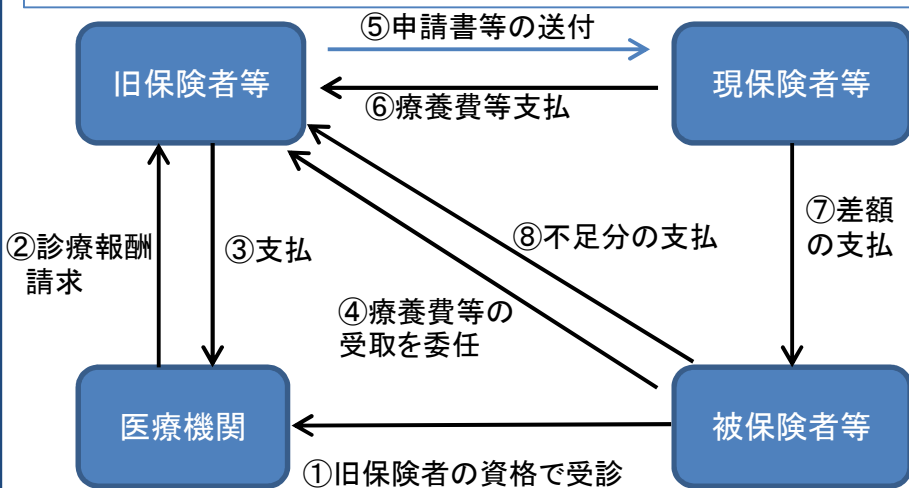 ⑤申請書等の送付
旧保険者等
現保険者等
⑥療養費等支払
②診療報酬
請求
③支払
⑧不足分の支払
⑦差額
の支払
④療養費等の
受取を委任
医療機関
被保険者等
①旧保険者の資格で受診